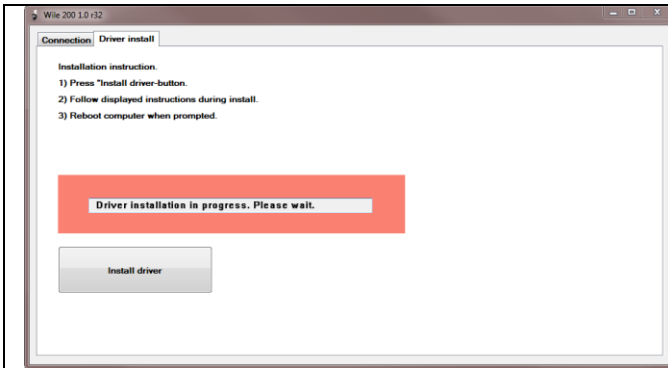 Wile 200 1.0 r32
Connection Driver install
Installation instruction.
1) Press "Install driver-button.
2) Follow displayed instructions during install.
3) Reboot computer when prompted.
Driver installation in progress. Please wait.
Install driver